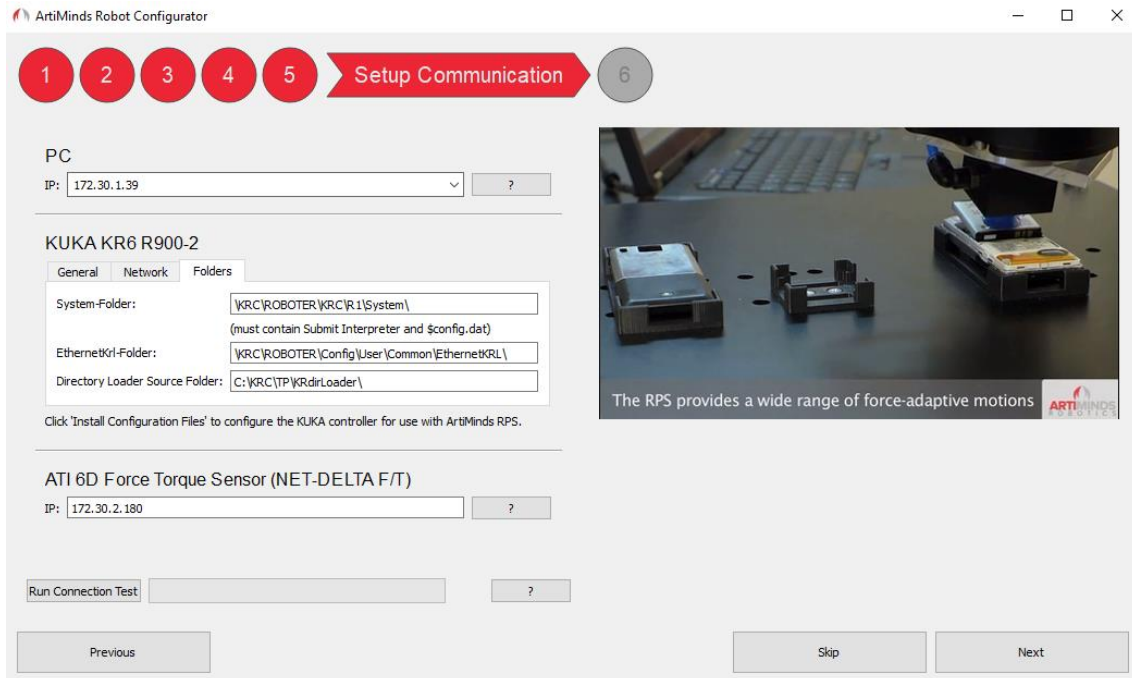 ArtiMinds Robot Configurator
1 2 3 4 5 Setup Communication 6
PC
IP: 172.30.1.39 ?
KUKA KR6 R900-2
General Network Folders
System-Folder: \KRC\ROBOTER\KRC\R1\System\
(must contain Submit Interpreter and $config.dat)
EthernetKrl-Folder: \KRC\ROBOTER\Config\User\Common\EthernetKRL\
Directory Loader Source Folder: C:\KRC\TP\KRdirLoader\
Click 'Install Configuration Files' to configure the KUKA controller for use with ArtiMinds RPS.
The RPS provides a wide range of force-adaptive motions
ARTIMINDS
ROBOTICS
ATI 6D Force Torque Sensor (NET-DELTA F/T)
IP: 172.30.2.180 ?
Run Connection Test ?
Previous Skip Next